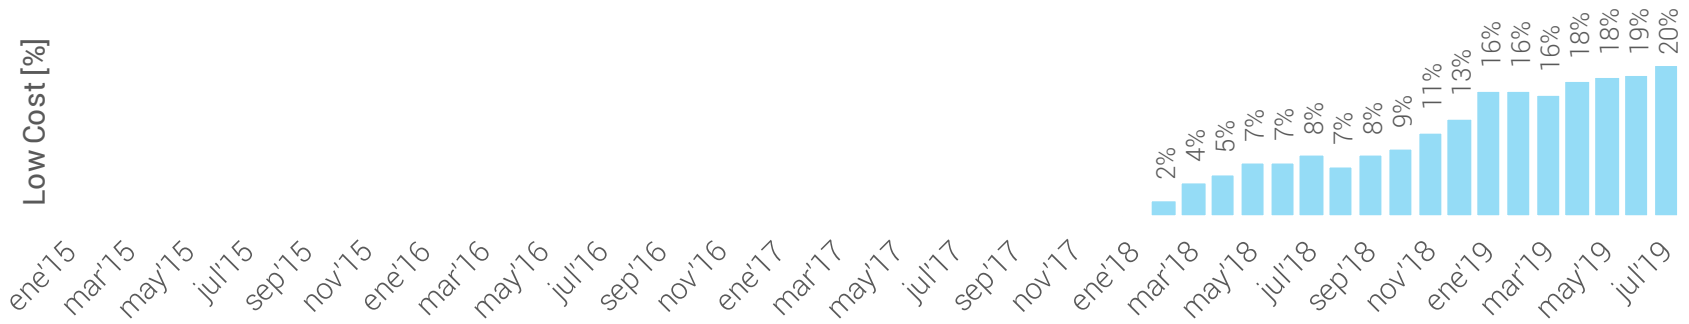 Low Cost [%]
2%
4%
5%
7%
7%
8%
7%
8%
9%
11%
13%
16%
16%
16%
18%
18%
19%
20%
ene'15
mar'15
may'15
jul'15
sep'15
nov'15
ene'16
mar'16
may'16
jul'16
sep'16
nov'16
ene'17
mar'17
may'17
jul'17
sep'17
nov'17
ene'18
mar'18
may'18
jul'18
sep'18
nov'18
ene'19
mar'19
may'19
jul'19